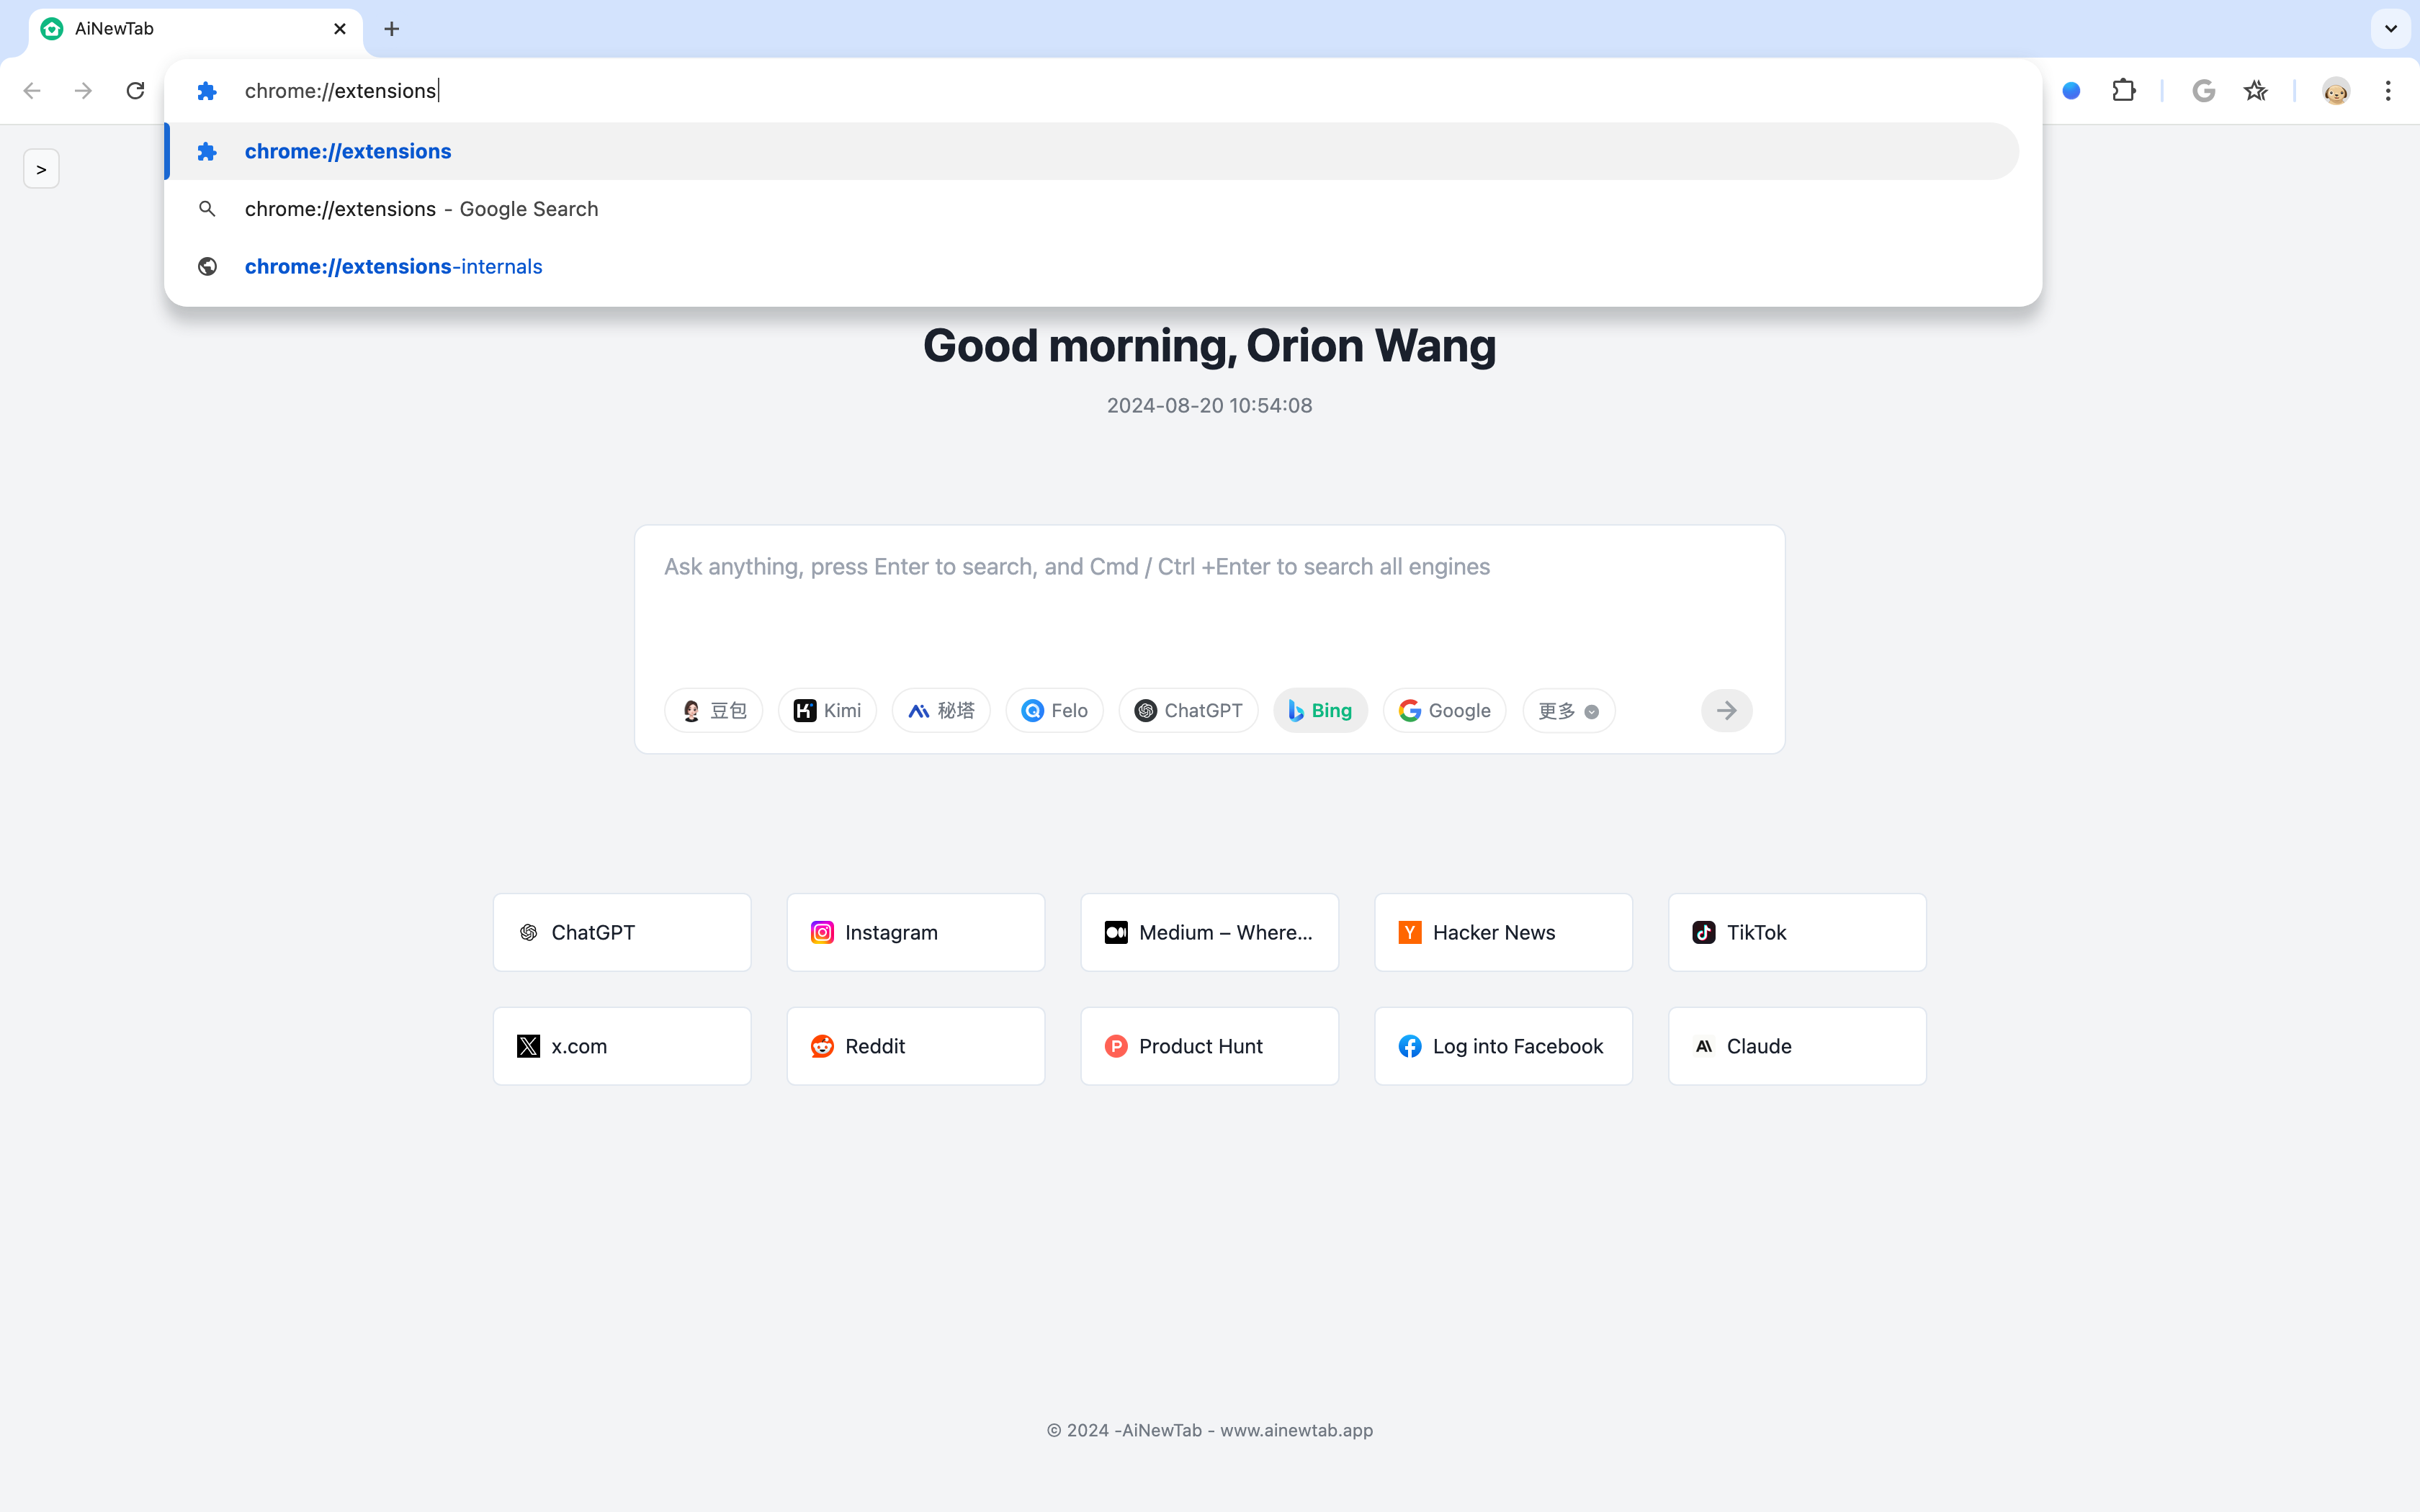 AiNewTab
chrome://extensions
chrome://extensions
chrome://extensions - Google Search
chrome://extensions-internals
>
Good morning, Orion Wang
2024-08-20 10:54:08
Ask anything, press Enter to search, and Cmd / Ctrl +Enter to search all engines
豆包 Kimi 秘塔 Felo ChatGPT Bing Google 更多
ChatGPT Instagram Medium – Where... Hacker News TikTok
x.com Reddit Product Hunt Log into Facebook Claude
© 2024 -AiNewTab - www.ainewtab.app